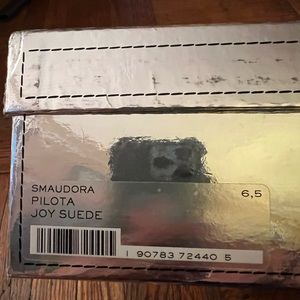 SMAUDORA 6,5
PILOTA
JOY SUEDE
1 90783 72440 5